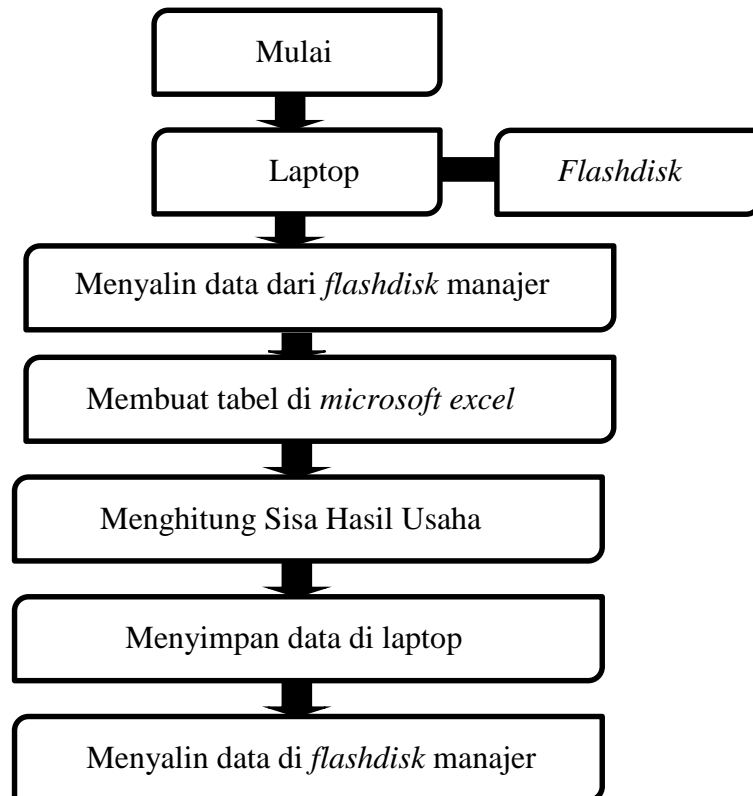 Mulai
Laptop
Flashdisk
Menyalin data dari flashdisk manajer
Membuat tabel di microsoft excel
Menghitung Sisa Hasil Usaha
Menyimpan data di laptop
Menyalin data di flashdisk manajer